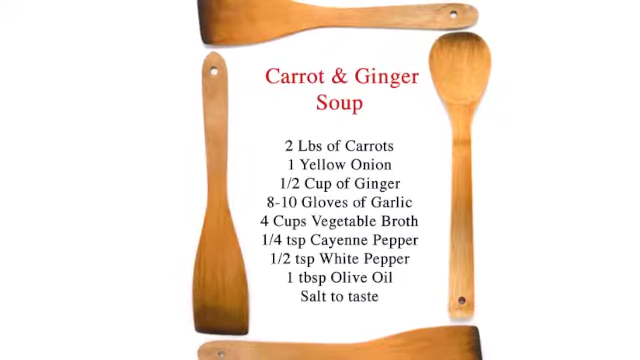 Carrot & Ginger
Soup
2 Lbs of Carrots
1 Yellow Onion
1/2 Cup of Ginger
8-10 Gloves of Garlic
4 Cups Vegetable Broth
1/4 tsp Cayenne Pepper
1/2 tsp White Pepper
1 tbsp Olive Oil
Salt to taste